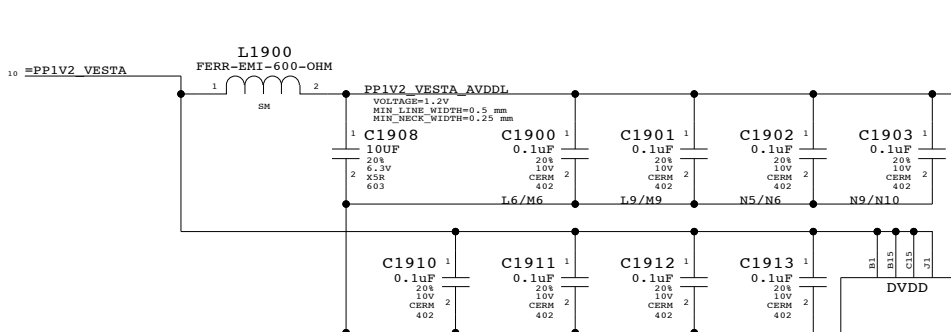 L1900
FERR-EMI-600-OHM
10 =PP1V2_VESTA
1 2
SM
PP1V2_VESTA_AVDDL
VOLTAGE=1.2V
MIN_LINE_WIDTH=0.5 mm
MIN_NECK_WIDTH=0.25 mm
1
C1908
10UF
20%
6.3V
X5R
603
2
C1900
0.1uF
20%
10V
CERM
402
1
2
L6/M6
C1901
0.1uF
20%
10V
CERM
402
1
2
L9/M9
C1902
0.1uF
20%
10V
CERM
402
1
2
N5/N6
C1903
0.1uF
20%
10V
CERM
402
1
2
N9/N10
C1910
0.1uF
20%
10V
CERM
402
1
2
C1911
0.1uF
20%
10V
CERM
402
1
2
C1912
0.1uF
20%
10V
CERM
402
1
2
C1913
0.1uF
20%
10V
CERM
402
1
2
B1
B15
C15
J1
DVDD